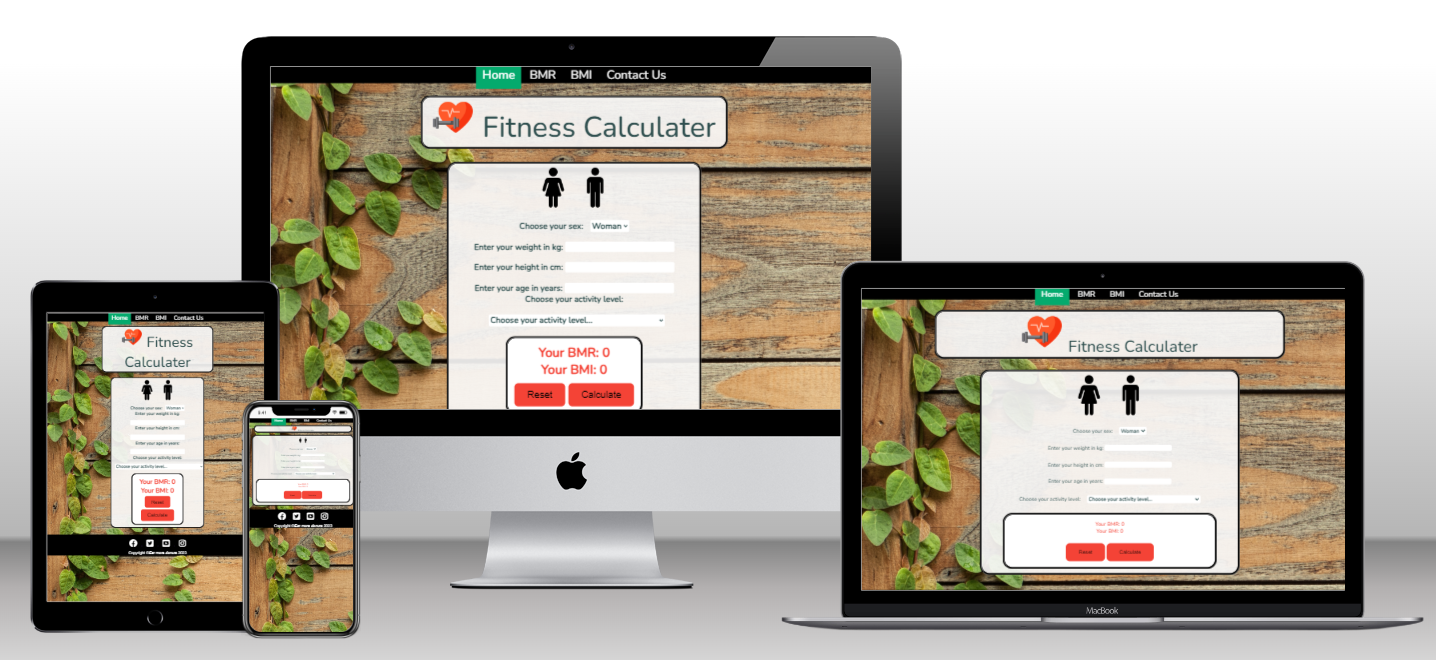 Home BMR BMI Contact Us
Fitness Calculater
Choose your sex: Woman
Enter your weight in kg:
Enter your height in cm:
Enter your age in years:
Choose your activity level:
Choose your activity level...
Your BMR: 0
Your BMI: 0
Reset Calculate
Home BMR BMI Contact Us
Fitness
Calculater
Choose your sex: Woman
Enter your weight in kg:
Enter your height in cm:
Enter your age in years:
Choose your activity level:
Choose your activity level...
Your BMR: 0
Your BMI: 0
Reset
Calculate
Home BMR BMI Contact Us
Home BMR BMI Contact Us
Fitness Calculater
Choose your sex: Woman
Enter your weight in kg:
Enter your height in cm:
Enter your age in years:
Choose your activity level: Choose your activity level...
Your BMR: 0
Your BMI: 0
Reset Calculate
MacBook